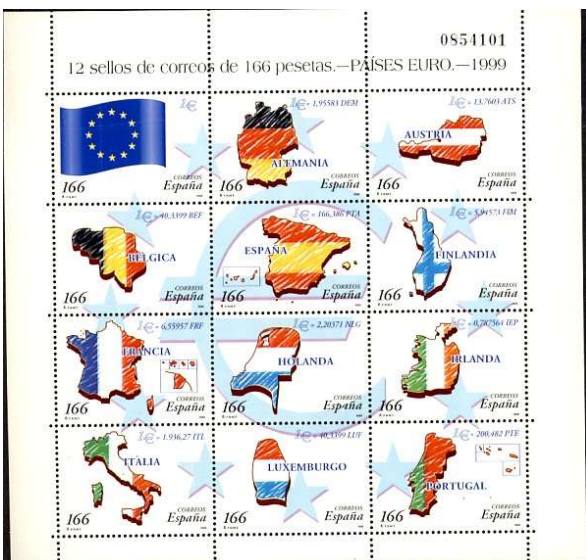 0854101
12 sellos de correos de 166 pesetas.—PAÍSES EURO.—1999
1€
166
CORREOS
España
1€ = 1,95583 DEM
ALEMANIA
166
CORREOS
España
1€ = 13,7603 ATS
AUSTRIA
166
CORREOS
España
1€ = 40,3399 BEF
BÉLGICA
166
CORREOS
España
1€ = 166,386 PTA
ESPAÑA
166
CORREOS
España
1€ = 5,94573 FIM
FINLANDIA
166
CORREOS
España
1€ = 6,55957 FRF
FRANCIA
166
CORREOS
España
1€ = 2,20371 NLG
HOLANDA
166
CORREOS
España
1€ = 0,787564 IEP
IRLANDA
166
CORREOS
España
1€ = 1.936,27 ITL
ITALIA
166
CORREOS
España
1€ = 40,3399 LUF
LUXEMBURGO
166
CORREOS
España
1€ = 200,482 PTE
PORTUGAL
166
CORREOS
España